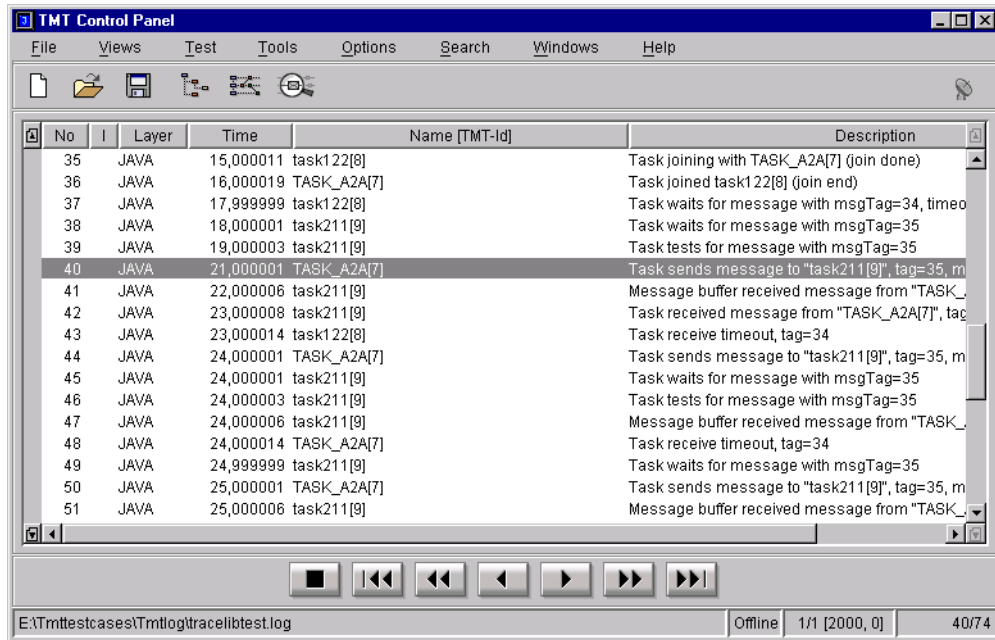 TMT Control Panel
File Views Test Tools Options Search Windows Help
No I Layer Time Name [TMT-Id] Description
35 JAVA 15,000011 task122[8] Task joining with TASK_A2A[7] (join done)
36 JAVA 16,000019 TASK_A2A[7] Task joined task122[8] (join end)
37 JAVA 17,999999 task122[8] Task waits for message with msgTag=34, timeo
38 JAVA 18,000001 task211[9] Task waits for message with msgTag=35
39 JAVA 19,000003 task211[9] Task tests for message with msgTag=35
40 JAVA 21,000001 TASK_A2A[7] Task sends message to "task211[9]", tag=35, m
41 JAVA 22,000006 task211[9] Message buffer received message from "TASK_
42 JAVA 23,000008 task211[9] Task received message from "TASK_A2A[7]", tag
43 JAVA 23,000014 task122[8] Task receive timeout, tag=34
44 JAVA 24,000001 TASK_A2A[7] Task sends message to "task211[9]", tag=35, m
45 JAVA 24,000001 task211[9] Task waits for message with msgTag=35
46 JAVA 24,000003 task211[9] Task tests for message with msgTag=35
47 JAVA 24,000006 task211[9] Message buffer received message from "TASK_
48 JAVA 24,000014 TASK_A2A[7] Task receive timeout, tag=34
49 JAVA 24,999999 task211[9] Task waits for message with msgTag=35
50 JAVA 25,000001 TASK_A2A[7] Task sends message to "task211[9]", tag=35, m
51 JAVA 25,000006 task211[9] Message buffer received message from "TASK_
E:\Tmttestcases\Tmtlog\tracelibtest.log Offline 1/1 [2000, 0] 40/74